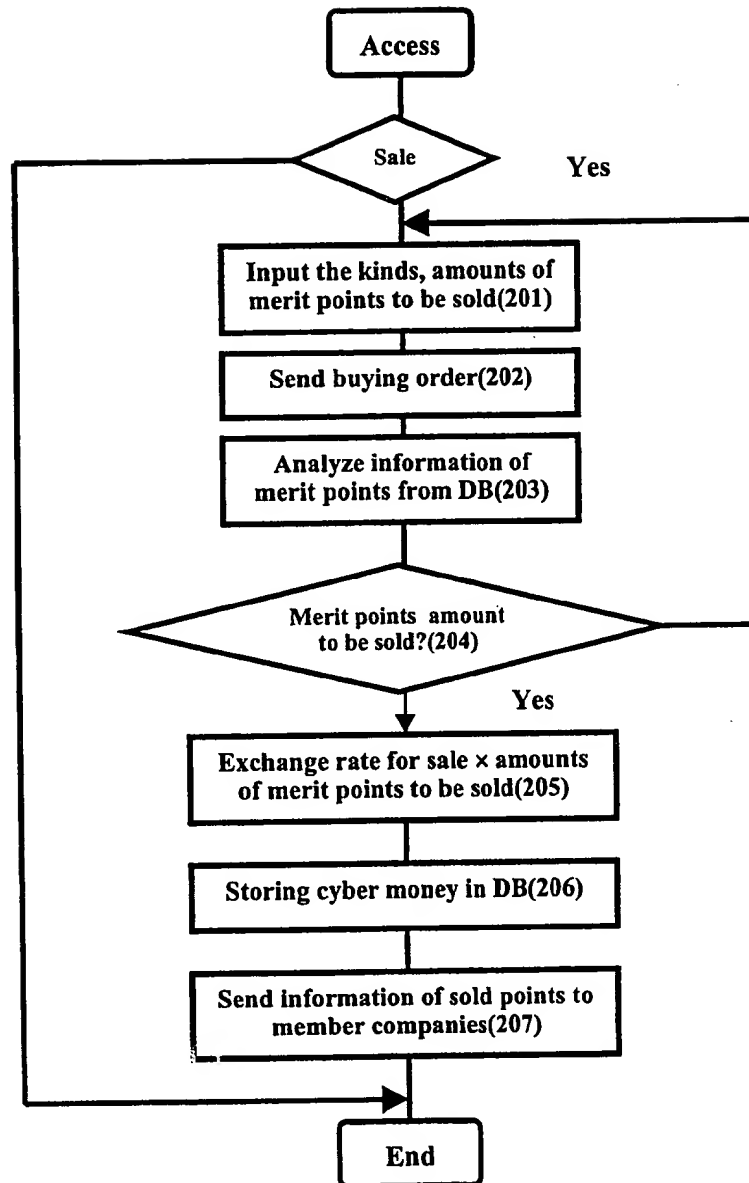 Access
Sale
Yes
Input the kinds, amounts of
merit points to be sold(201)
Send buying order(202)
Analyze information of
merit points from DB(203)
Merit points amount
to be sold?(204)
Yes
Exchange rate for sale × amounts
of merit points to be sold(205)
Storing cyber money in DB(206)
Send information of sold points to
member companies(207)
End